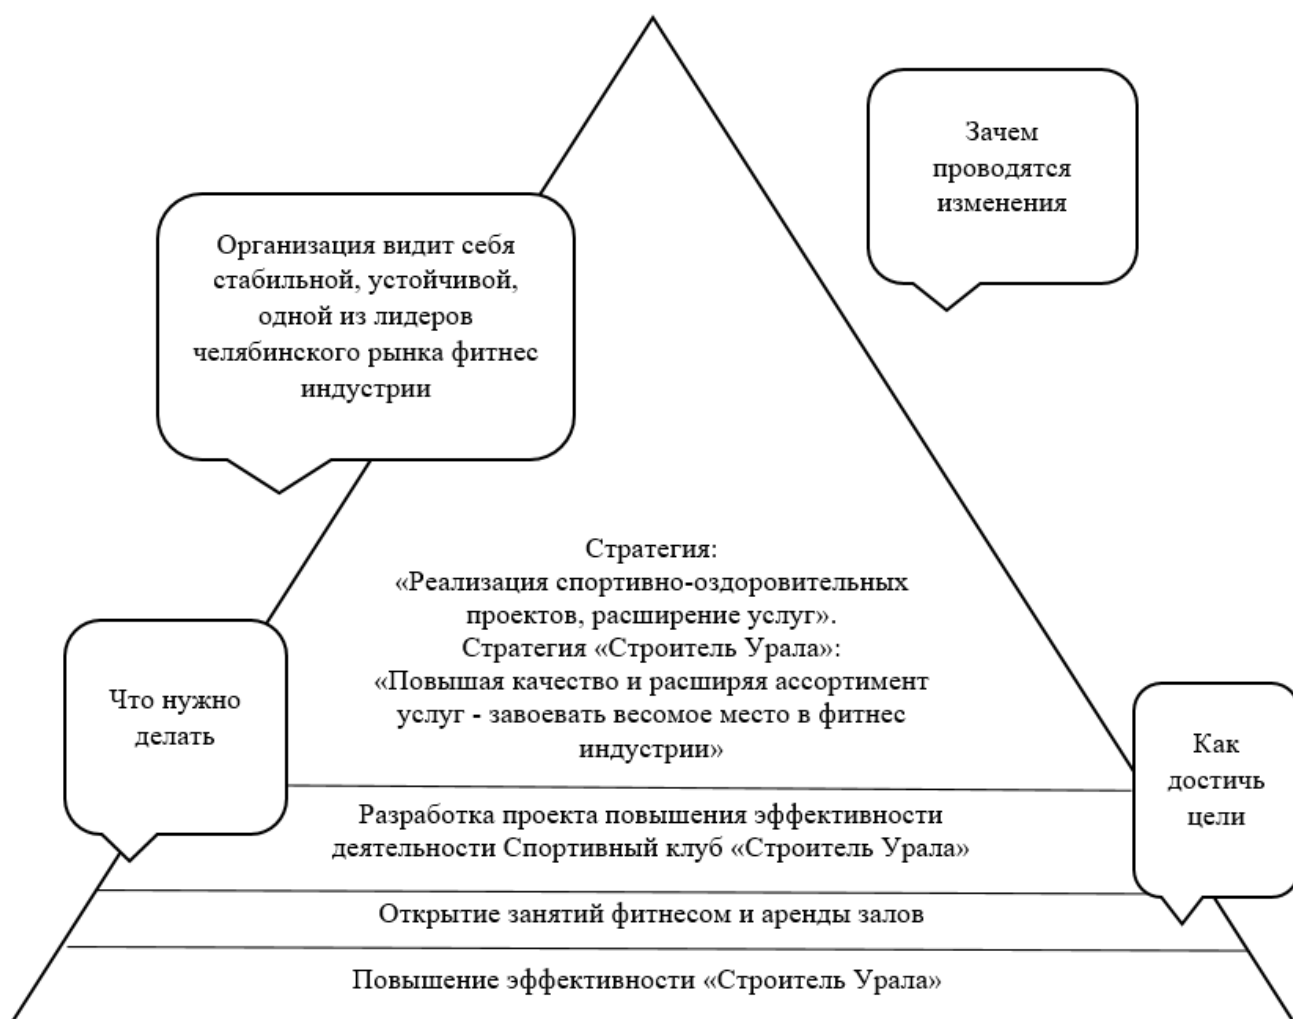 Зачем
проводятся
изменения
Организация видит себя
стабильной, устойчивой,
одной из лидеров
челябинского рынка фитнес
индустрии
Стратегия:
«Реализация спортивно-оздоровительных
проектов, расширение услуг».
Стратегия «Строитель Урала»:
«Повышая качество и расширяя ассортимент
услуг - завоевать весомое место в фитнес
индустрии»
Что нужно
делать
Как
достичь
цели
Разработка проекта повышения эффективности
деятельности Спортивный клуб «Строитель Урала»
Открытие занятий фитнесом и аренды залов
Повышение эффективности «Строитель Урала»